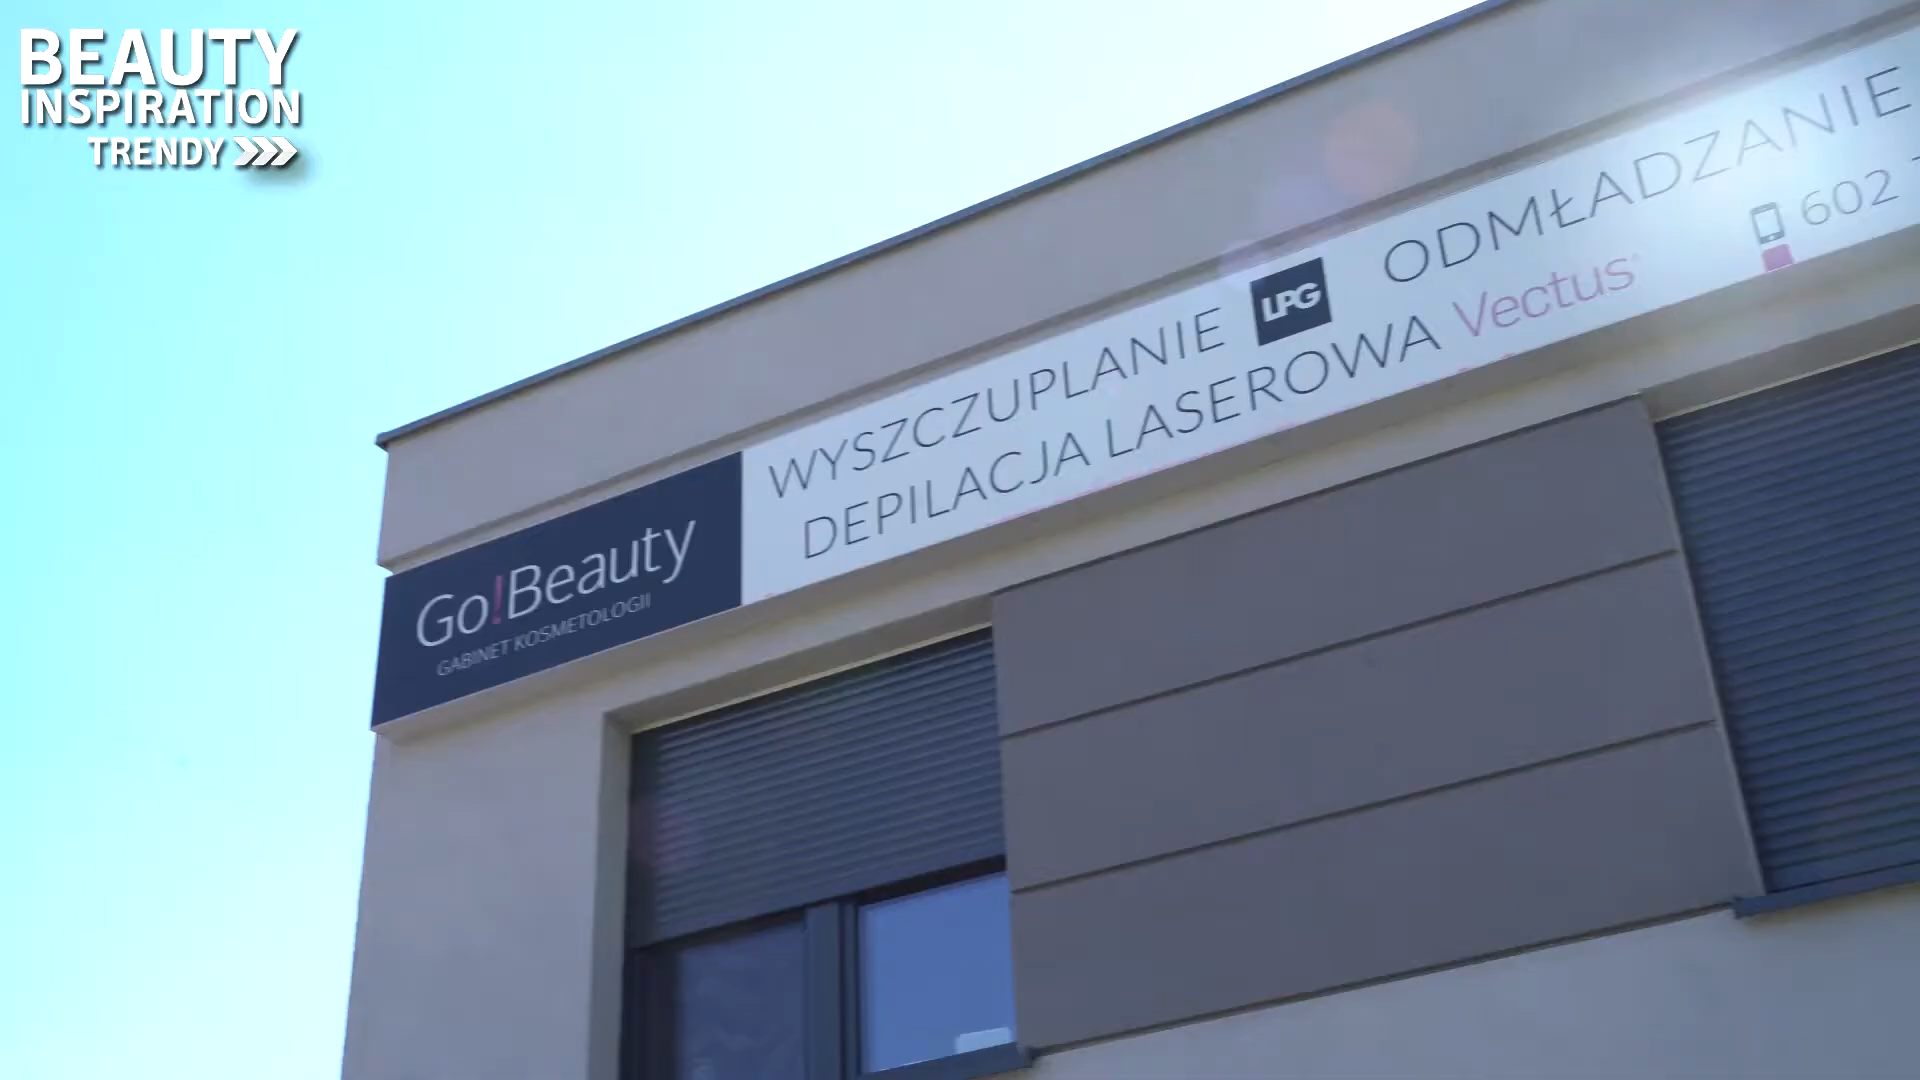 BEAUTY
INSPIRATION
TRENDY
WYSZCZUPLANIE LPG ODMŁADZANIE
DEPILACJA LASEROWA Vectus 602
Go!Beauty
GABINET KOSMETOLOGII